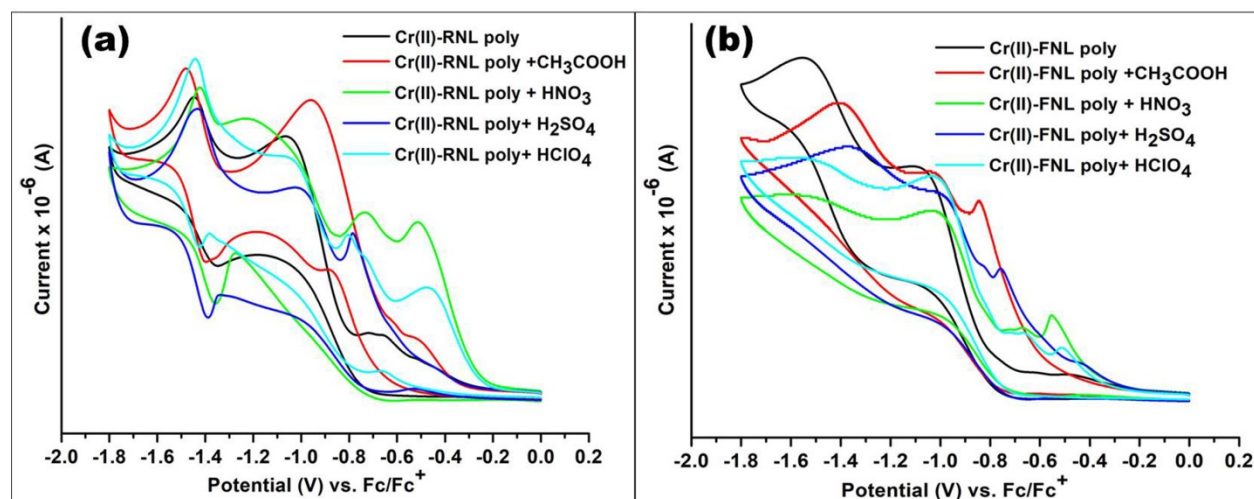 (a)
Cr(II)-RNL poly
Cr(II)-RNL poly +CH₃COOH
Cr(II)-RNL poly + HNO₃
Cr(II)-RNL poly+ H₂SO₄
Cr(II)-RNL poly+ HClO₄
Current x 10⁻⁶ (A)
-2.0 -1.8 -1.6 -1.4 -1.2 -1.0 -0.8 -0.6 -0.4 -0.2 0.0 0.2
Potential (V) vs. Fc/Fc⁺
(b)
Cr(II)-FNL poly
Cr(II)-FNL poly +CH₃COOH
Cr(II)-FNL poly + HNO₃
Cr(II)-FNL poly+ H₂SO₄
Cr(II)-FNL poly+ HClO₄
Current x 10⁻⁶ (A)
-2.0 -1.8 -1.6 -1.4 -1.2 -1.0 -0.8 -0.6 -0.4 -0.2 0.0 0.2
Potential (V) vs. Fc/Fc⁺